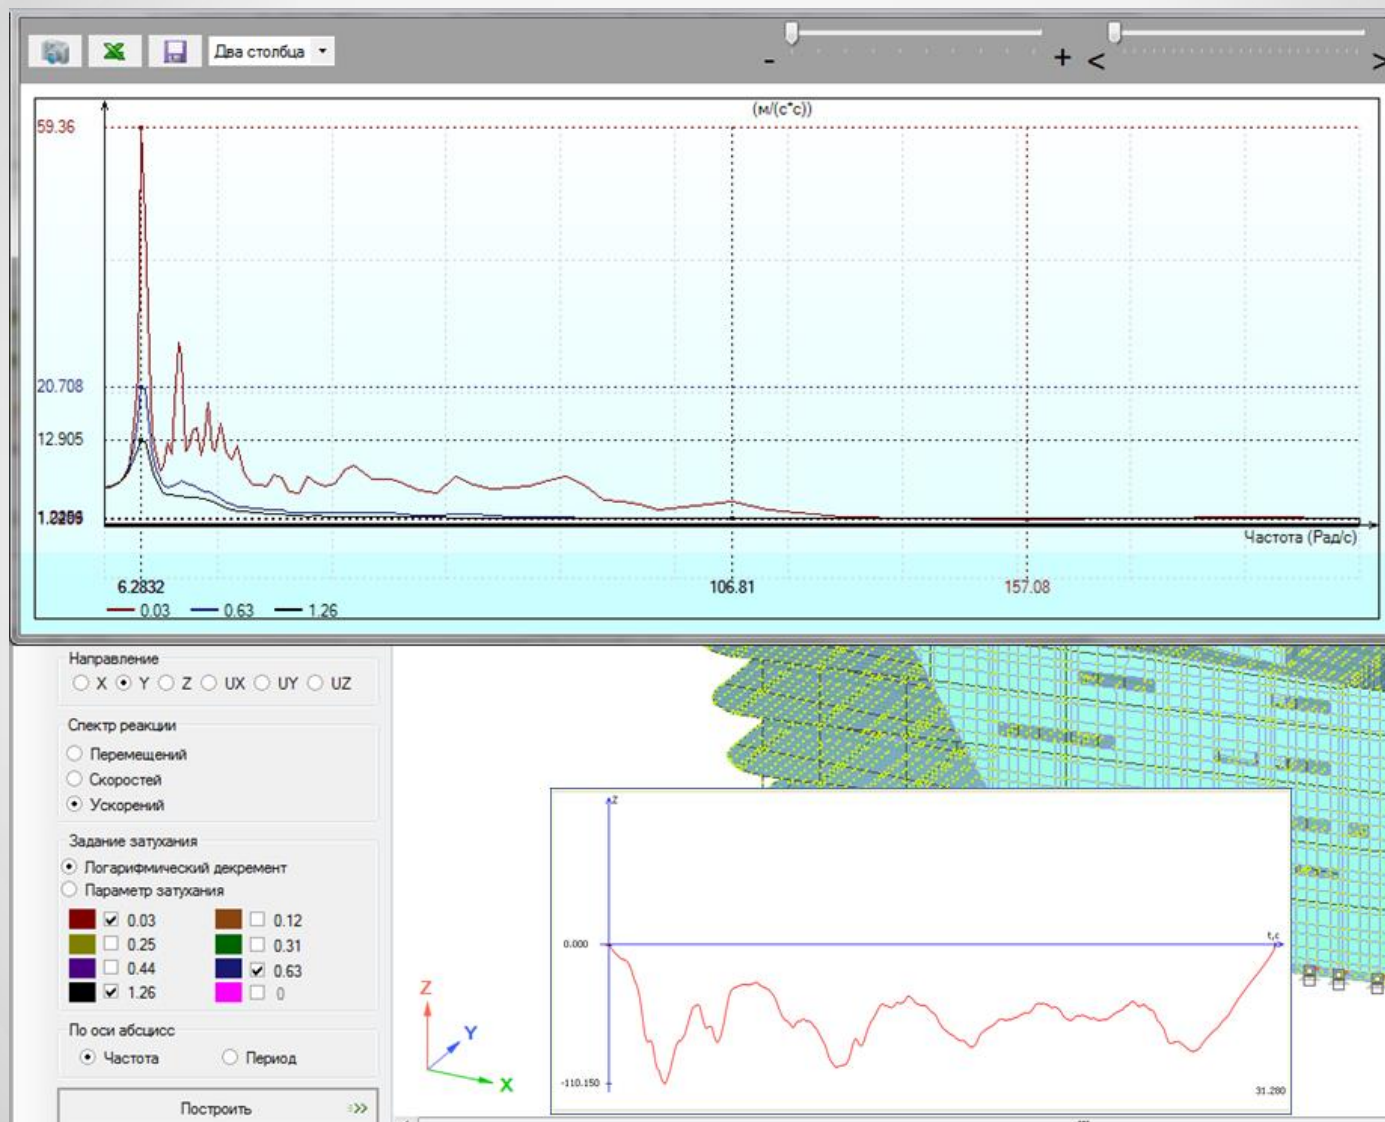 Два столбца
- + < >
(м/(с*с))
59.36
20.708
12.905
Частота (Рад/с)
6.2832 106.81 157.08
0.03 0.63 1.26
Направление
X Y Z UX UY UZ
Спектр реакции
Перемещений
Скоростей
Ускорений
Задание затухания
Логарифмический декремент
Параметр затухания
0.03 0.12
0.25 0.31
0.44 0.63
1.26 0
По оси абсцисс
Частота Период
Построить
Z
Y
X
Z
0.000
t,c
-110.150
31.280